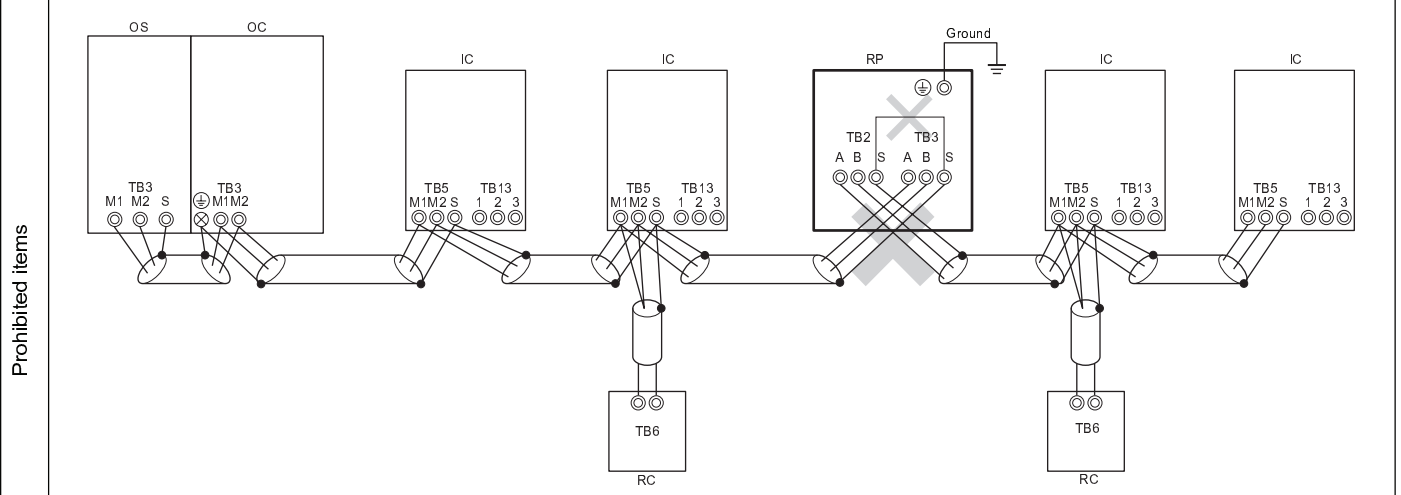 Prohibited items
OS OC
Ground
IC IC RP IC IC
TB2 TB3
A B S A B S
TB3 TB3 TB5 TB13 TB5 TB13 TB5 TB13 TB5 TB13
M1 M2 S M1M2 M1M2 S 1 2 3 M1M2 S 1 2 3 M1M2 S 1 2 3 M1M2 S 1 2 3
TB6 TB6
RC RC